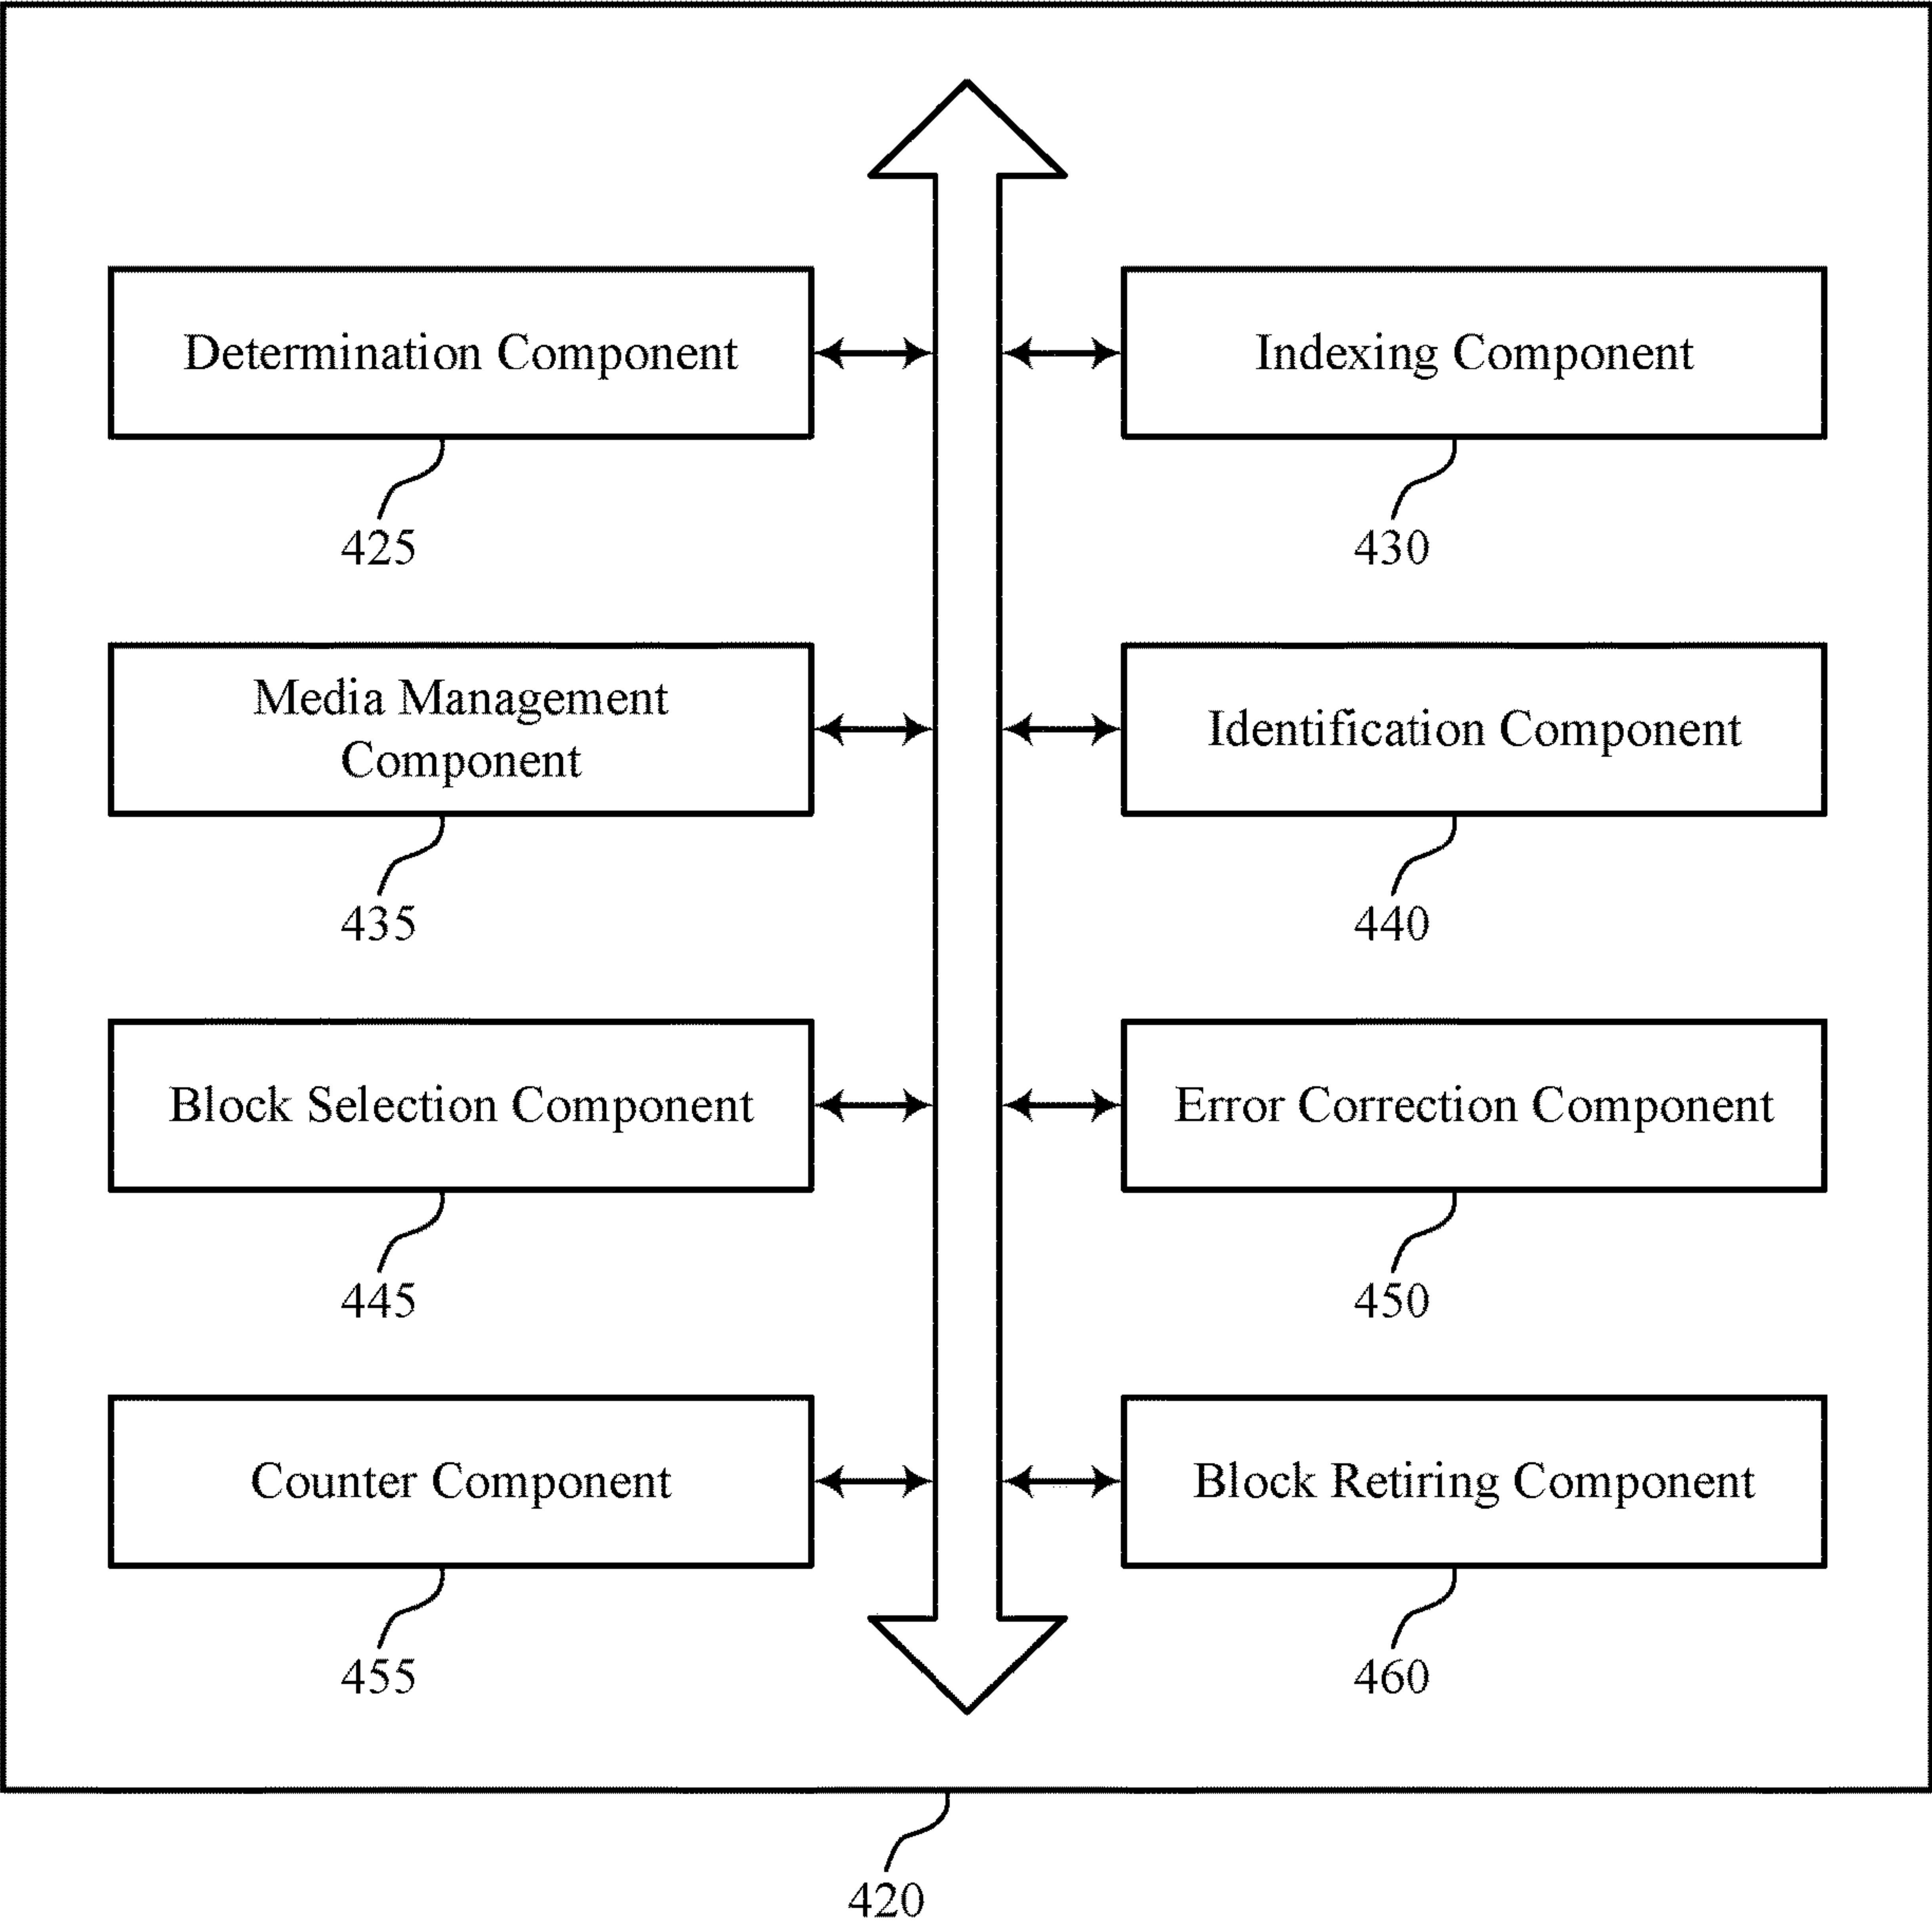 Determination Component
Indexing Component
425
430
Media Management
Component
Identification Component
435
440
Block Selection Component
Error Correction Component
445
450
Counter Component
Block Retiring Component
455
460
420